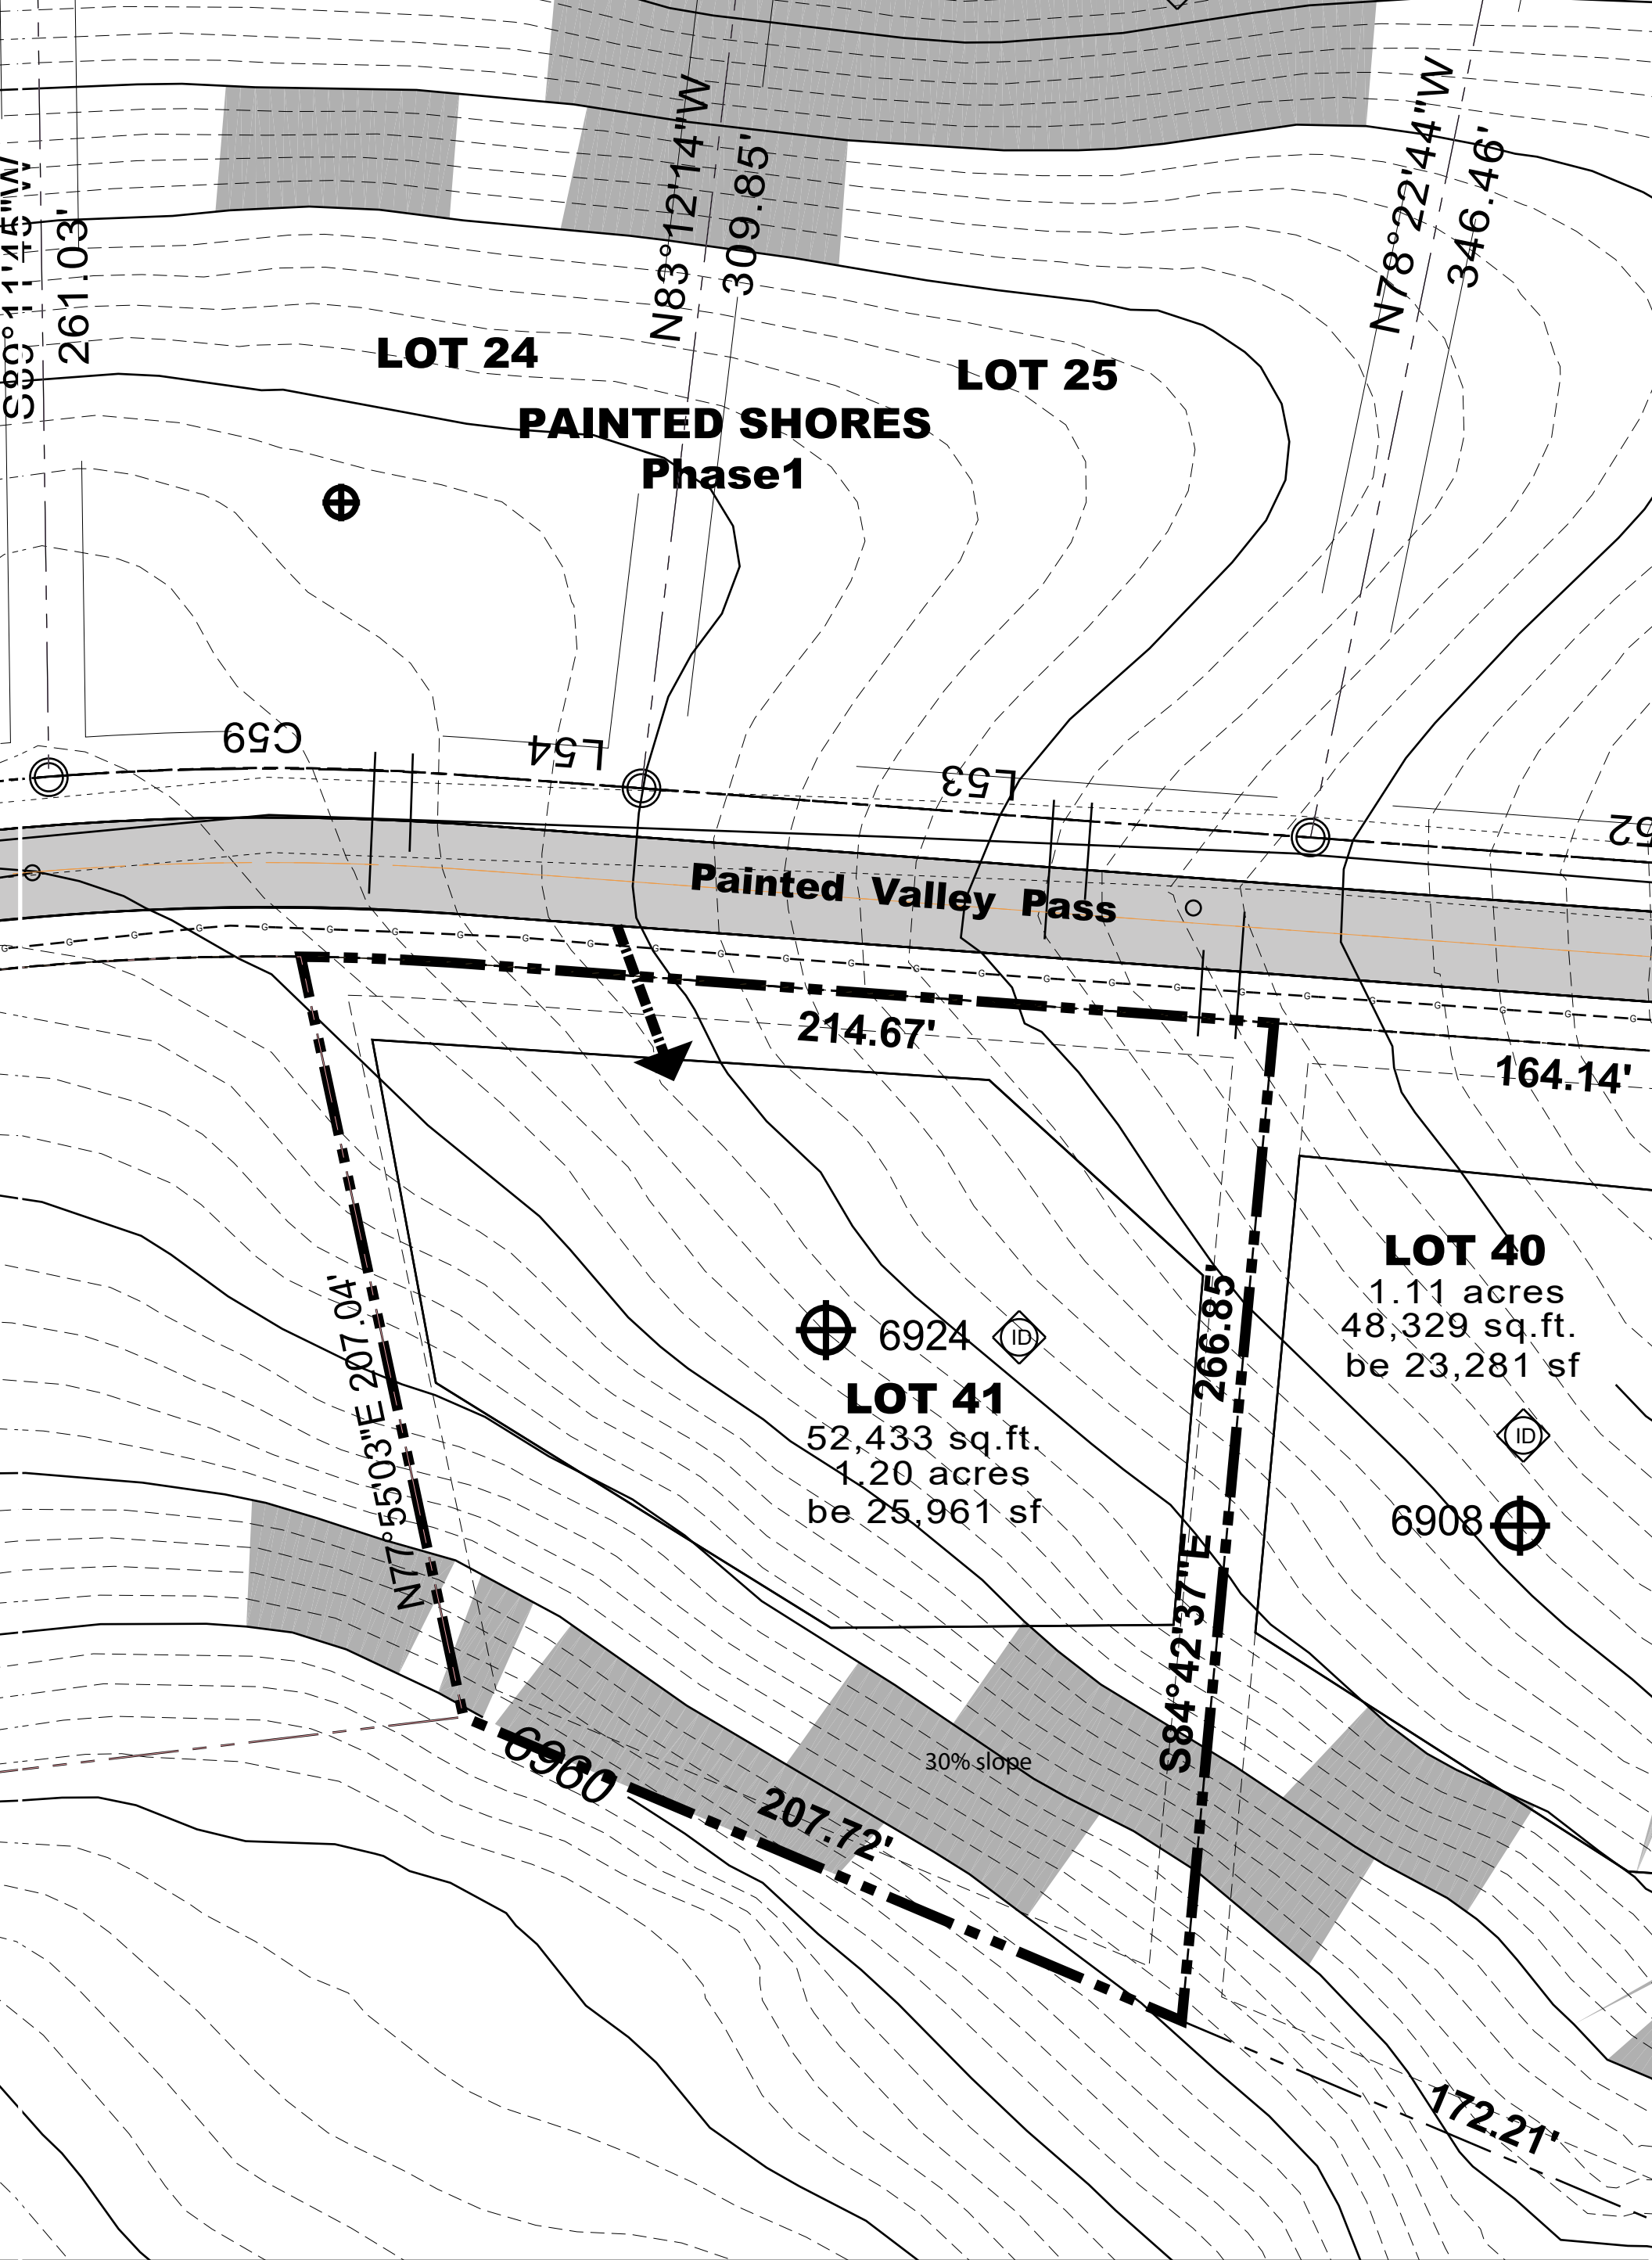 N83°12'14"W
309.85'
N78°22'44"W
346.46'
261.03'
LOT 24
LOT 25
PAINTED SHORES
Phase1
C59
L54
L53
Painted Valley Pass
G G G G G G G G G G G G G G G G G G G G G G G G G G
214.67'
164.14'
N77°55'03"E 207.04'
266.85'
S84°42'37"E
6924
ID
LOT 41
52,433 sq.ft.
1.20 acres
be 25,961 sf
LOT 40
1.11 acres
48,329 sq.ft.
be 23,281 sf
ID
6908
6960
30% slope
207.72'
172.21'